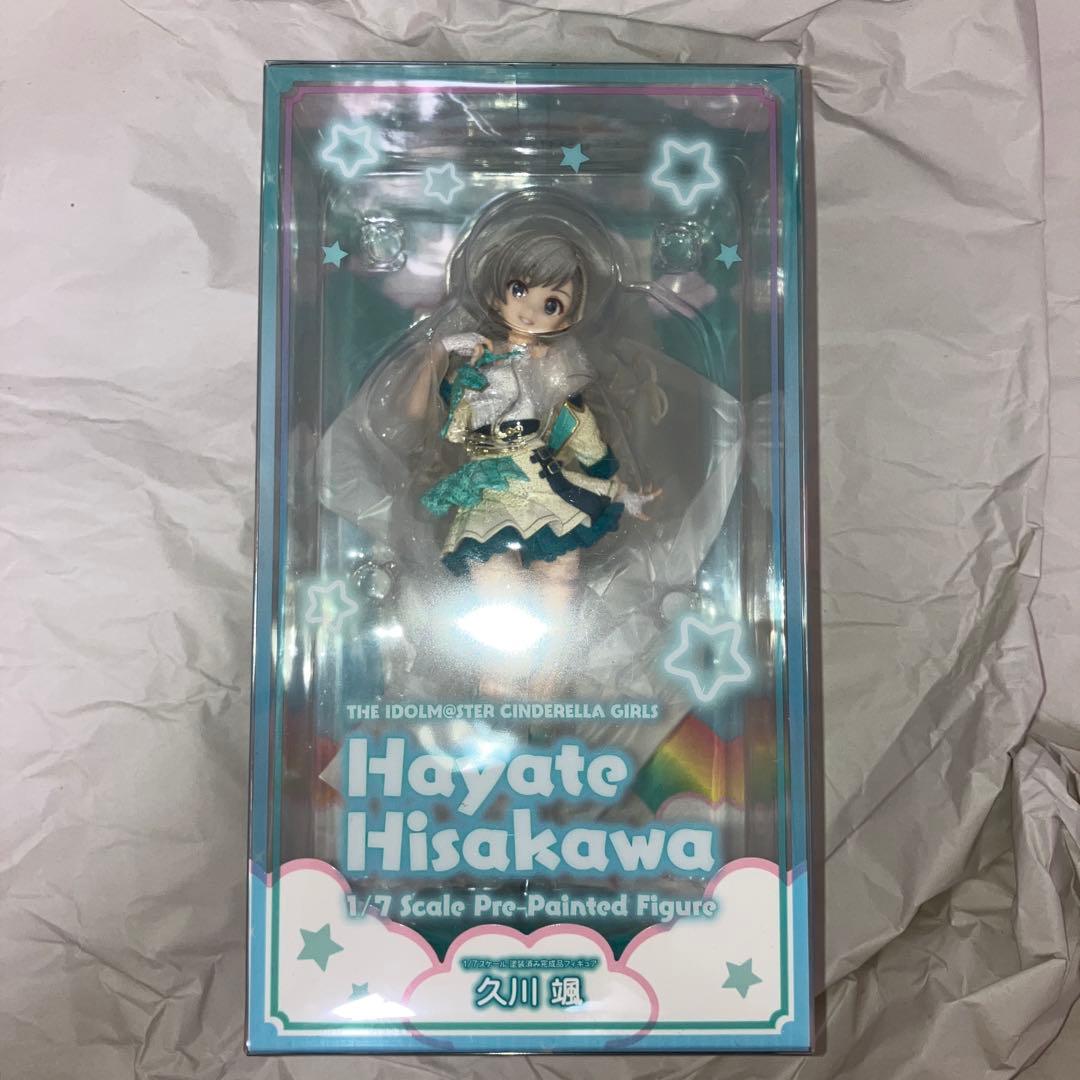 THE IDOLM@STER CINDERELLA GIRLS
Hayate
Hisakawa
1/7 Scale Pre-Painted Figure
1/7スケール 塗装済み完成品フィギュア
久川 颯